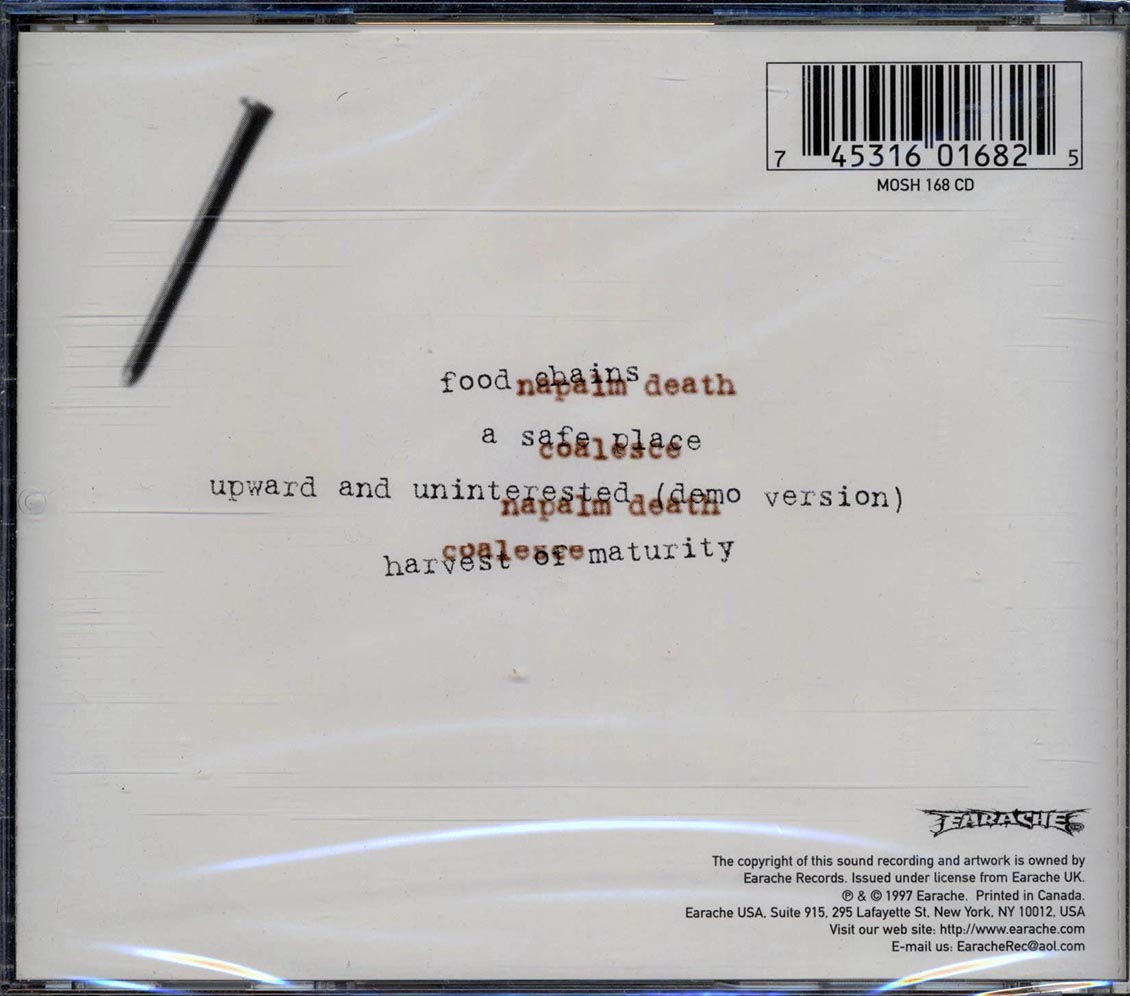 7 45316 01682 5
MOSH 168 CD
food chains
napalm death
a safe place
coalesce
upward and uninterested (demo version)
napalm death
coalesce
harvest of maturity
EARACHE
The copyright of this sound recording and artwork is owned by
Earache Records. Issued under license from Earache UK.
℗ & © 1997 Earache. Printed in Canada.
Earache USA, Suite 915, 295 Lafayette St, New York, NY 10012, USA
Visit our web site: http://www.earache.com
E-mail us: EaracheRec@aol.com